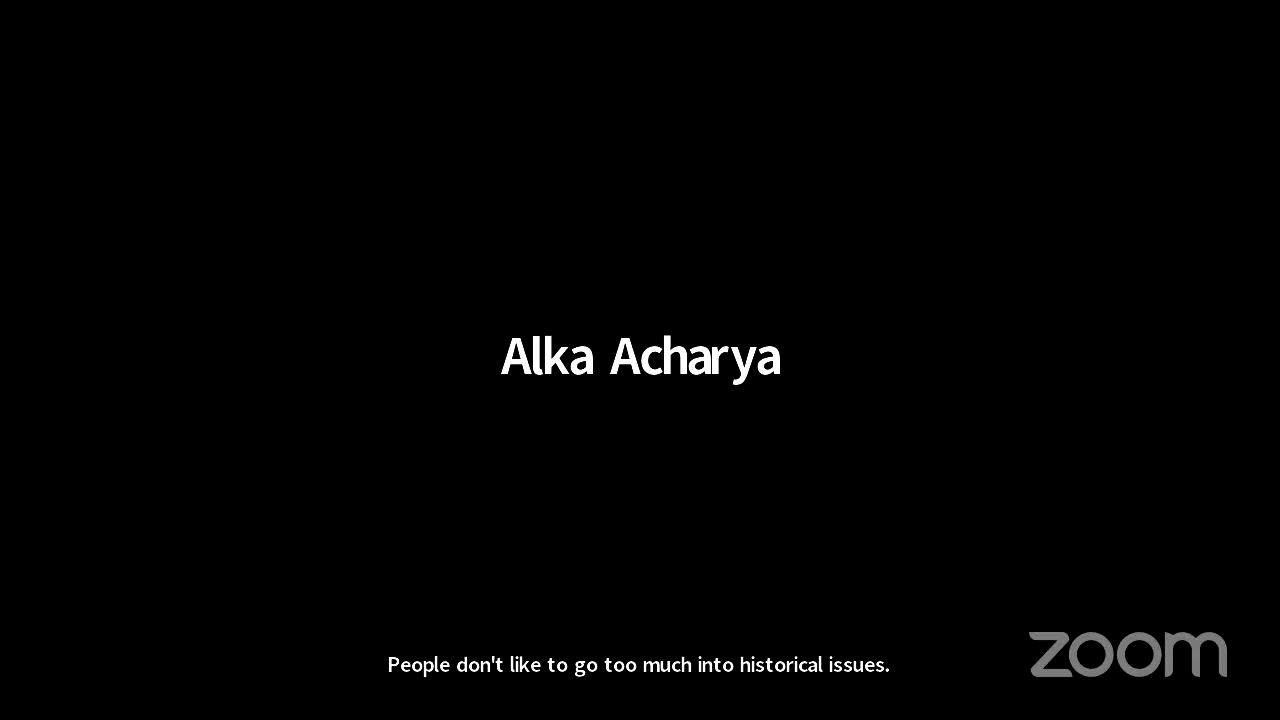 Alka Acharya
People don't like to go too much into historical issues.
zoom